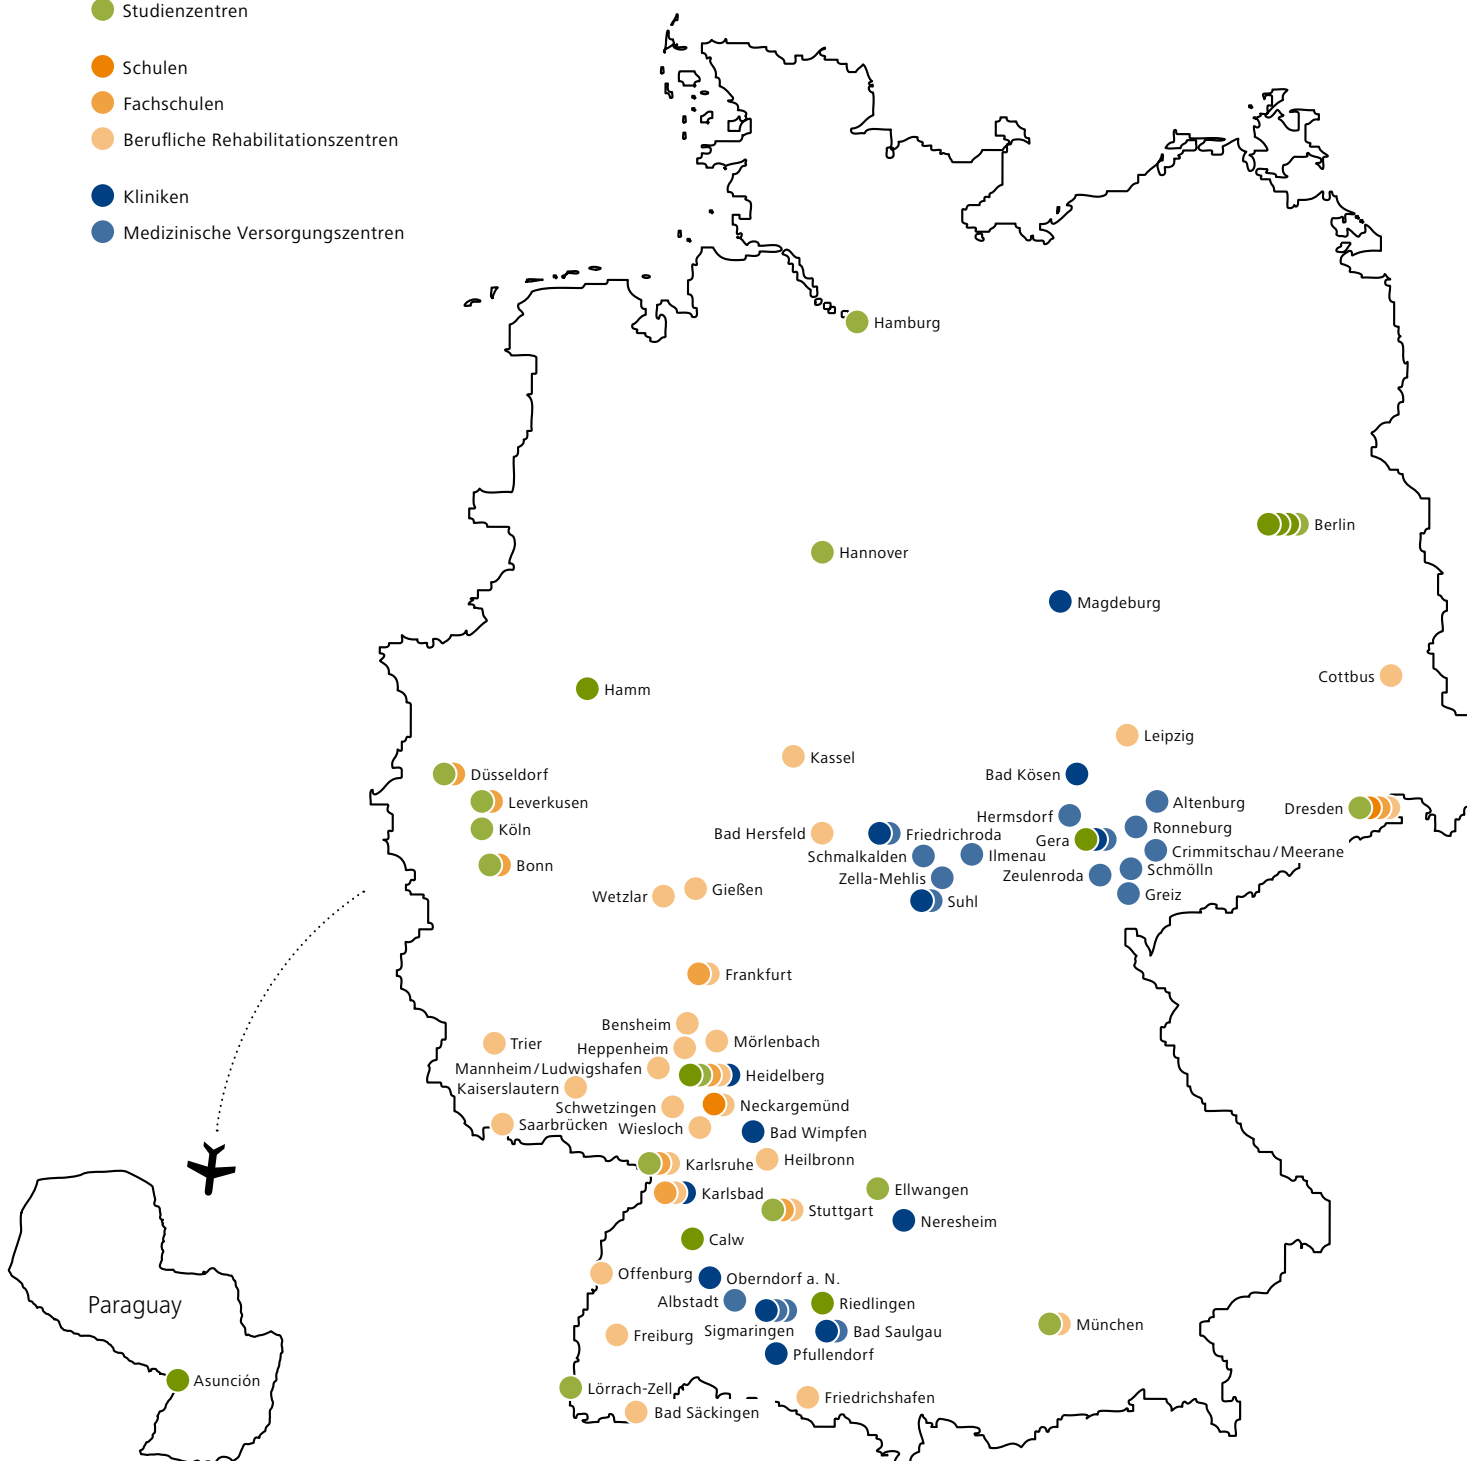 Studienzentren
Schulen
Fachschulen
Berufliche Rehabilitationszentren
Kliniken
Medizinische Versorgungszentren
Hamburg
Berlin
Hannover
Magdeburg
Cottbus
Hamm
Leipzig
Kassel
Düsseldorf
Bad Kösen
Leverkusen
Altenburg
Dresden
Hermsdorf
Köln
Ronneburg
Bad Hersfeld
Friedrichroda
Gera
Crimmitschau/Meerane
Schmalkalden
Ilmenau
Bonn
Schmölln
Zella-Mehlis
Zeulenroda
Wetzlar
Gießen
Greiz
Suhl
Frankfurt
Bensheim
Trier
Mörlenbach
Heppenheim
Mannheim/Ludwigshafen
Heidelberg
Kaiserslautern
Schwetzingen
Neckargemünd
Saarbrücken
Wiesloch
Bad Wimpfen
Karlsruhe
Heilbronn
Karlsbad
Ellwangen
Stuttgart
Neresheim
Calw
Offenburg
Oberndorf a. N.
Albstadt
Riedlingen
Paraguay
Sigmaringen
Bad Saulgau
München
Freiburg
Pfullendorf
Asunción
Lörrach-Zell
Friedrichshafen
Bad Säckingen